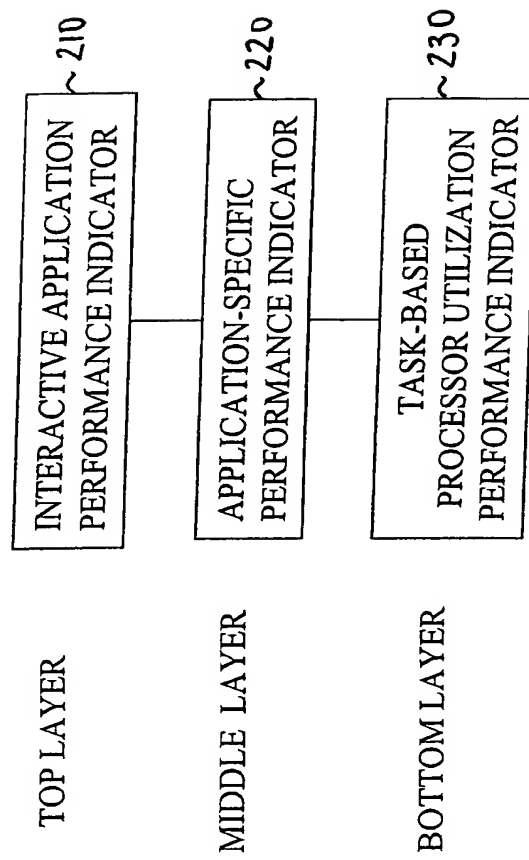 TOP LAYER
INTERACTIVE APPLICATION
PERFORMANCE INDICATOR
210
MIDDLE LAYER
APPLICATION-SPECIFIC
PERFORMANCE INDICATOR
220
BOTTOM LAYER
TASK-BASED
PROCESSOR UTILIZATION
PERFORMANCE INDICATOR
230